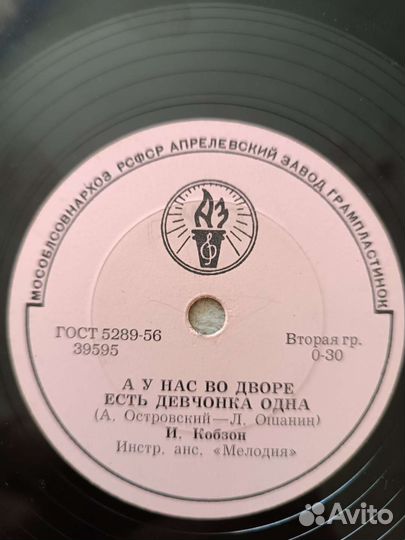 МОСОБЛСОВНАРХОЗ РСФСР АПРЕЛЕВСКИЙ ЗАВОД ГРАМПЛАСТИНОК
АЗ
ГОСТ 5289-56
39595
Вторая гр.
0-30
А У НАС ВО ДВОРЕ
ЕСТЬ ДЕВЧОНКА ОДНА
(А. Островский—Л. Ошанин)
И. Кобзон
Инстр. анс. «Мелодия»
Avito